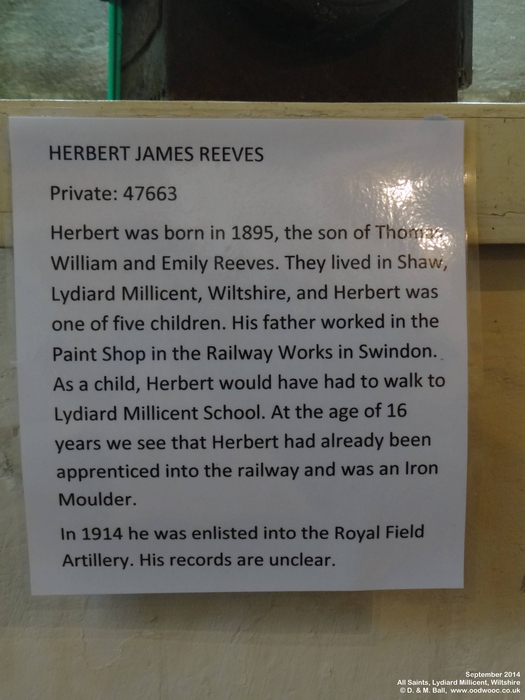 HERBERT JAMES REEVES
Private: 47663
Herbert was born in 1895, the son of Thomas
William and Emily Reeves. They lived in Shaw,
Lydiard Millicent, Wiltshire, and Herbert was
one of five children. His father worked in the
Paint Shop in the Railway Works in Swindon.
As a child, Herbert would have had to walk to
Lydiard Millicent School. At the age of 16
years we see that Herbert had already been
apprenticed into the railway and was an Iron
Moulder.
In 1914 he was enlisted into the Royal Field
Artillery. His records are unclear.
September 2014
All Saints, Lydiard Millicent, Wiltshire
© D. & M. Ball, www.oodwooc.co.uk